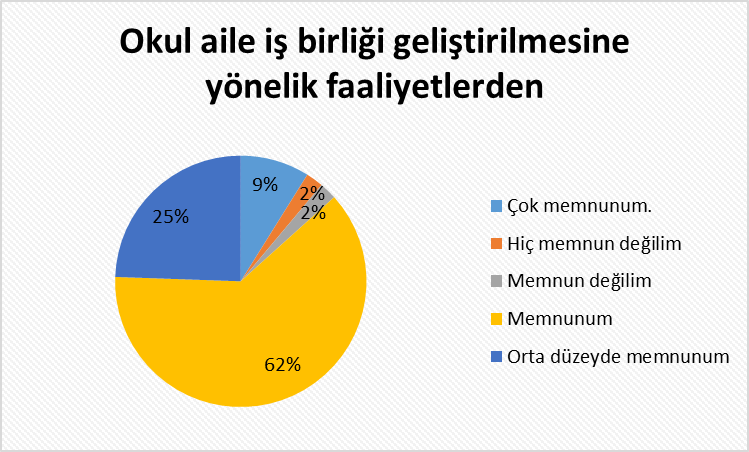 Okul aile iş birliği geliştirilmesine
yönelik faaliyetlerden
9%
2%
2%
25%
62%
Çok memnunum.
Hiç memnun değilim
Memnun değilim
Memnunum
Orta düzeyde memnunum